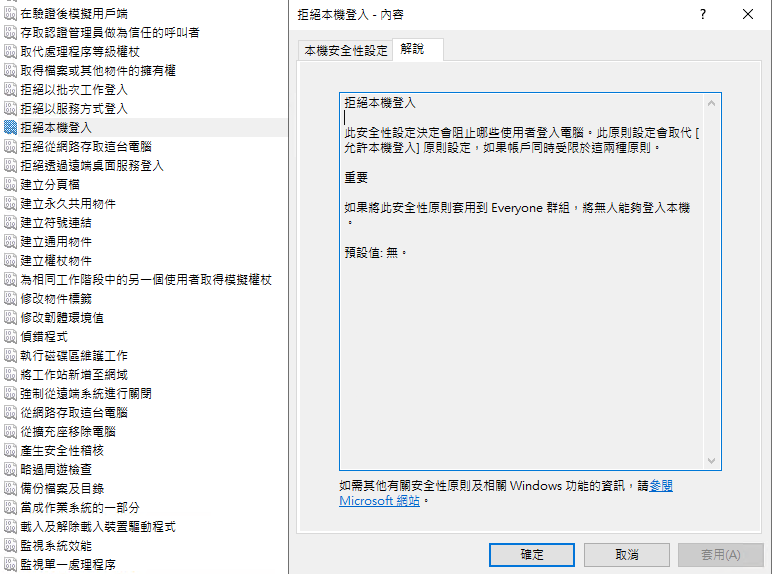 在驗證後模擬用戶端
存取認證管理員做為信任的呼叫者
取代處理程序等級權杖
取得檔案或其他物件的擁有權
拒絕以批次工作登入
拒絕以服務方式登入
拒絕本機登入
拒絕從網路存取這台電腦
拒絕透過遠端桌面服務登入
建立分頁檔
建立永久共用物件
建立符號連結
建立通用物件
建立權杖物件
為相同工作階段中的另一個使用者取得模擬權杖
修改物件標籤
修改韌體環境值
偵錯程式
執行磁碟區維護工作
將工作站新增至網域
強制從遠端系統進行關閉
從網路存取這台電腦
從擴充座移除電腦
產生安全性稽核
略過周遊檢查
備份檔案及目錄
當成作業系統的一部分
載入及解除載入裝置驅動程式
監視系統效能
監視單一處理程序
拒絕本機登入 - 內容
?
本機安全性設定 解說
拒絕本機登入
此安全性設定決定會阻止哪些使用者登入電腦。此原則設定會取代 [
允許本機登入] 原則設定，如果帳戶同時受限於這兩種原則。
重要
如果將此安全性原則套用到 Everyone 群組，將無人能夠登入本機
。
預設值: 無。
如需其他有關安全性原則及相關 Windows 功能的資訊，請參閱
Microsoft 網站。
確定 取消 套用(A)